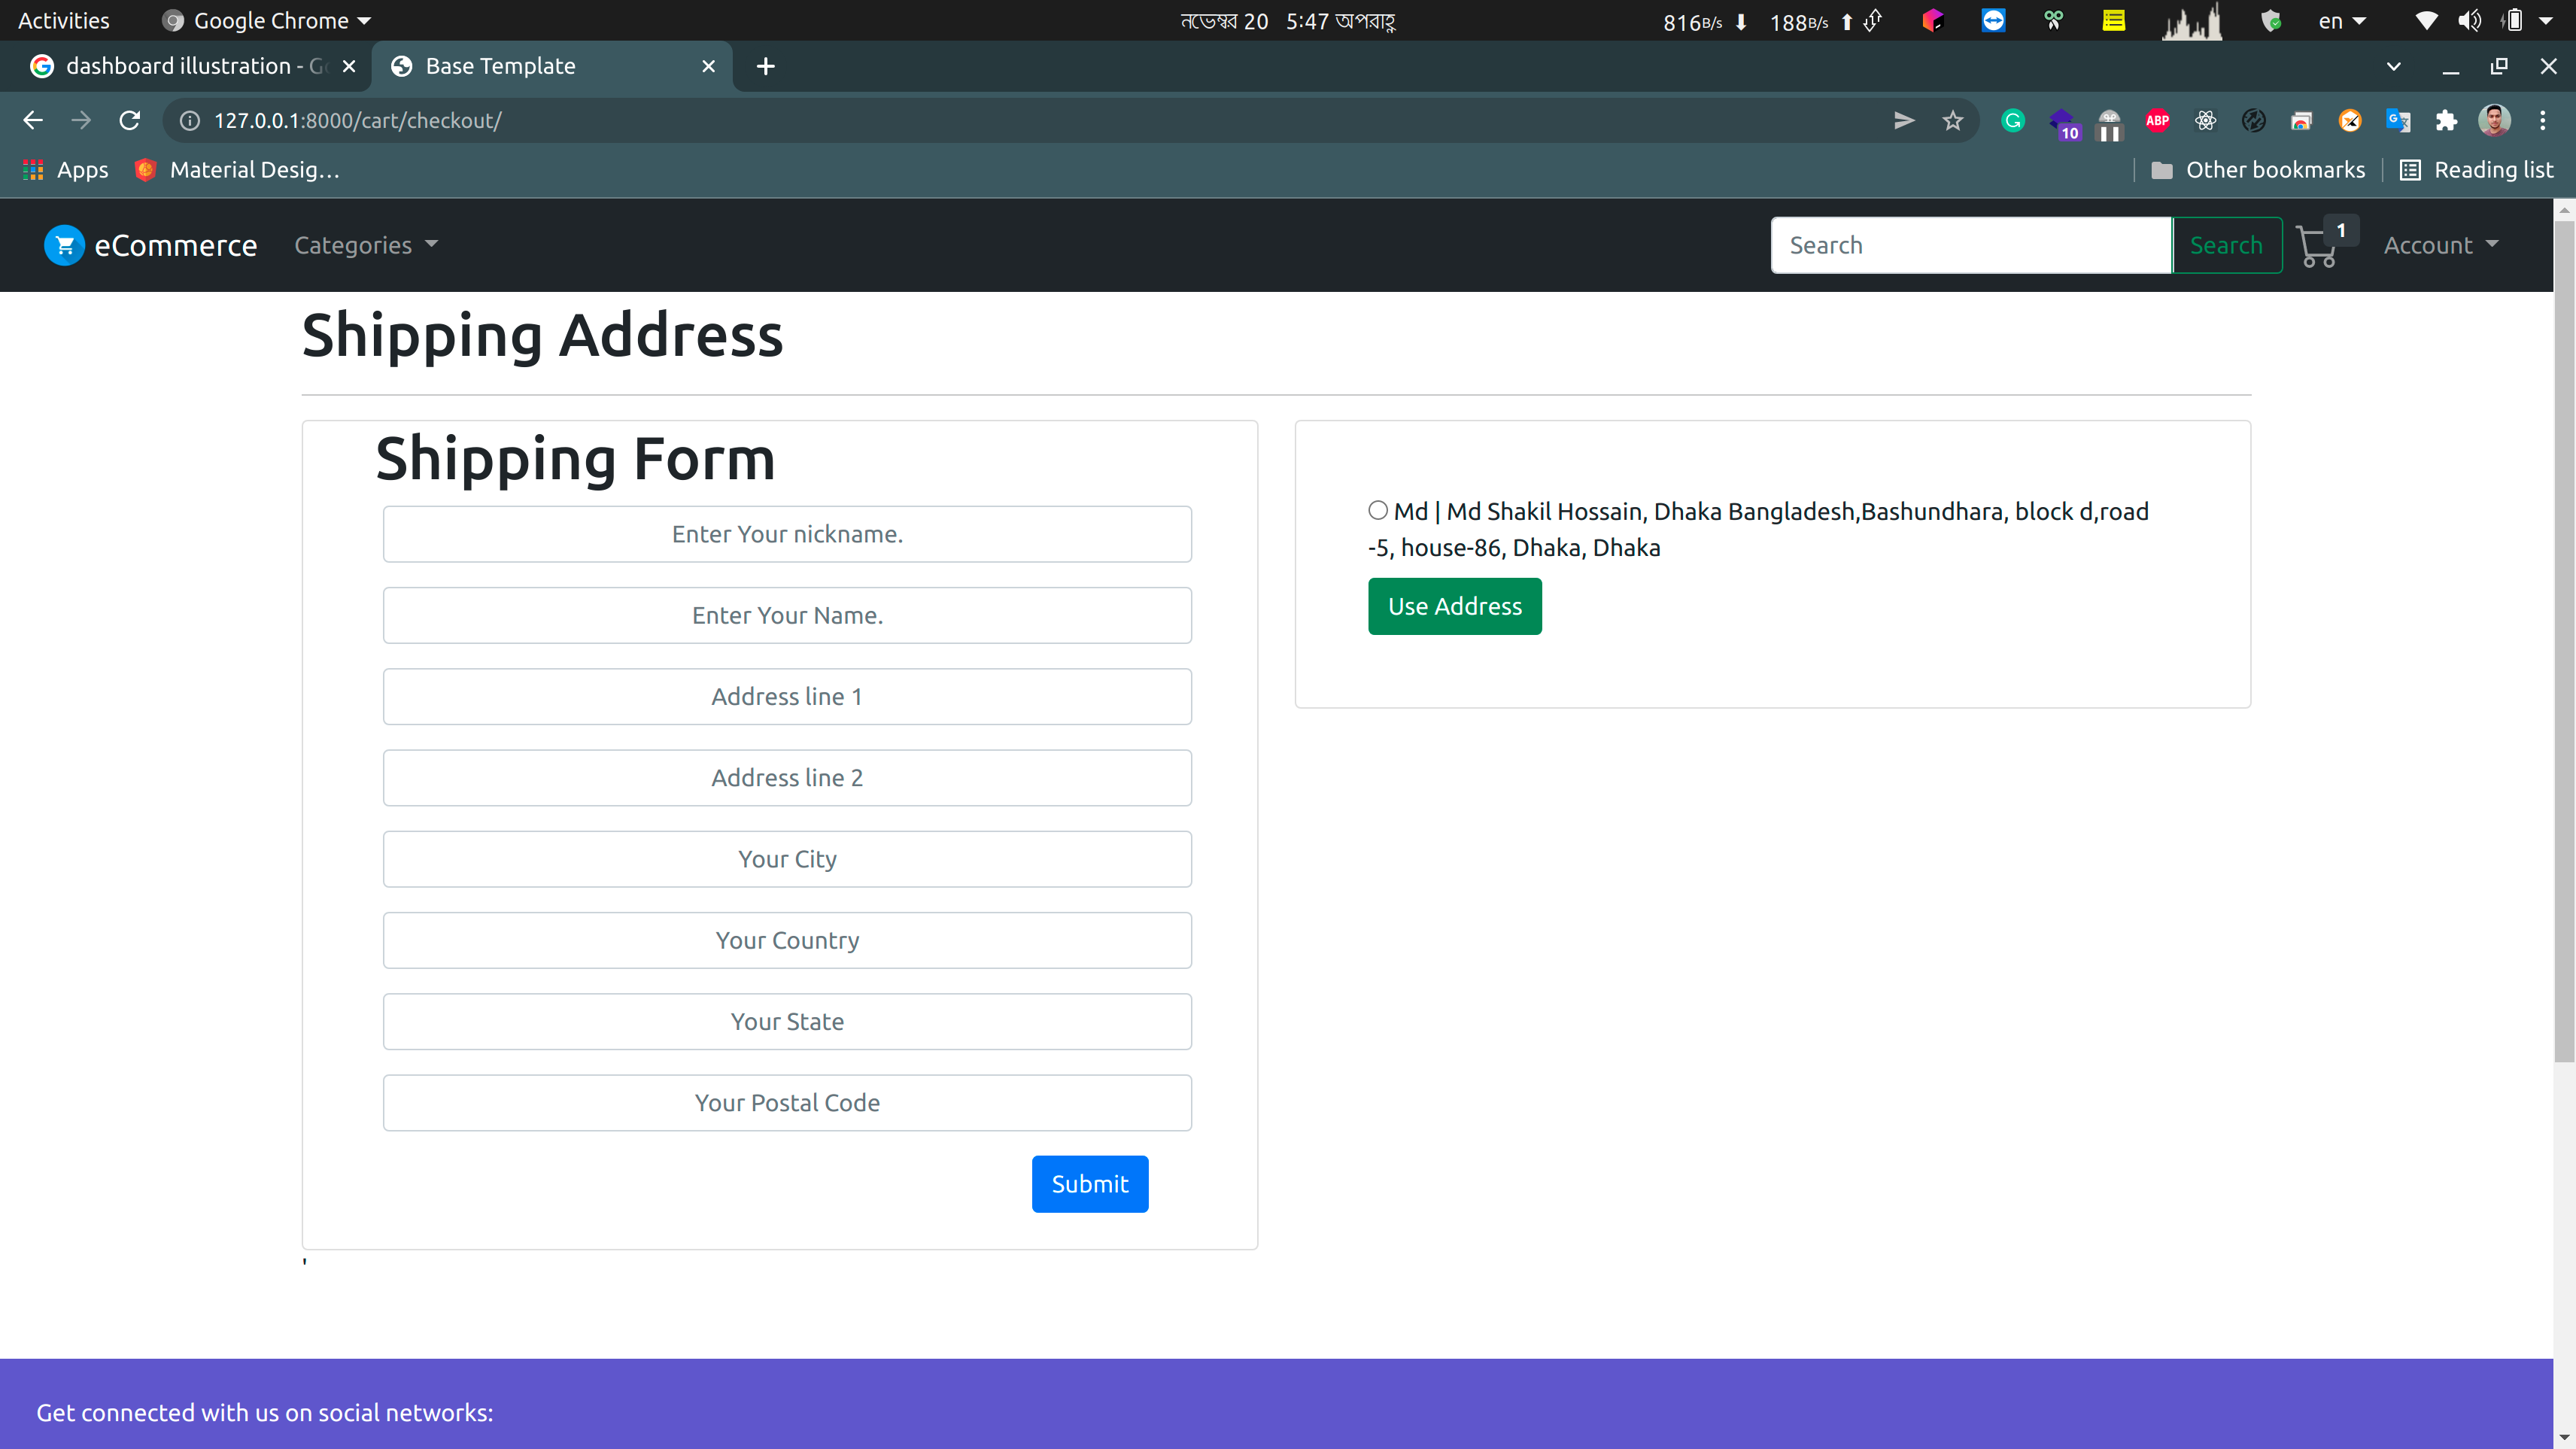 Activities Google Chrome নভেম্বর 20 5:47 অপরাহ্ণ 816B/s 188B/s en
dashboard illustration - Go Base Template
127.0.0.1:8000/cart/checkout/ 10 ABP
Apps Material Desig… Other bookmarks Reading list
eCommerce Categories Search Search 1 Account
Shipping Address
Shipping Form
Enter Your nickname.
Enter Your Name.
Address line 1
Address line 2
Your City
Your Country
Your State
Your Postal Code
Submit
'
Md | Md Shakil Hossain, Dhaka Bangladesh,Bashundhara, block d,road
-5, house-86, Dhaka, Dhaka
Use Address
Get connected with us on social networks: